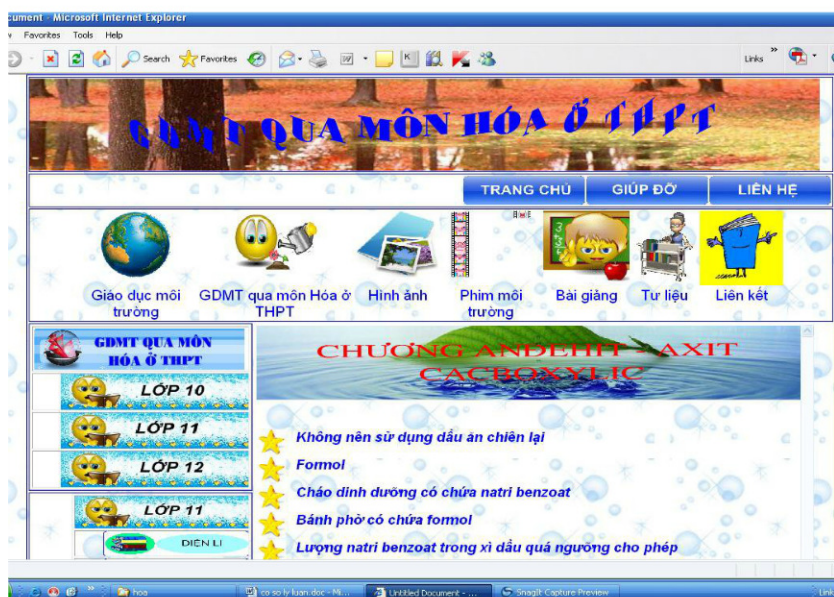 cument - Microsoft Internet Explorer
Favorites Tools Help
Search Favorites Links »
GDMT QUA MÔN HÓA Ở THPT
TRANG CHỦ GIÚP ĐỠ LIÊN HỆ
Giáo dục môi trường
GDMT qua môn Hóa ở THPT
Hình ảnh
Phim môi trường
Bài giảng
Tư liệu
Liên kết
GDMT QUA MÔN
HÓA Ở THPT
LỚP 10
LỚP 11
LỚP 12
LỚP 11
ĐIỆN LI
CHƯƠNG ANĐEHIT - AXIT
CACBOXYLIC
Không nên sử dụng dầu ăn chiên lại
Formol
Cháo dinh dưỡng có chứa natri benzoat
Bánh phở có chứa formol
Lượng natri benzoat trong xì dầu quá ngưỡng cho phép
hoa co so ly luan.doc - Mi... Untitled Document - ... SnagIt Capture Preview